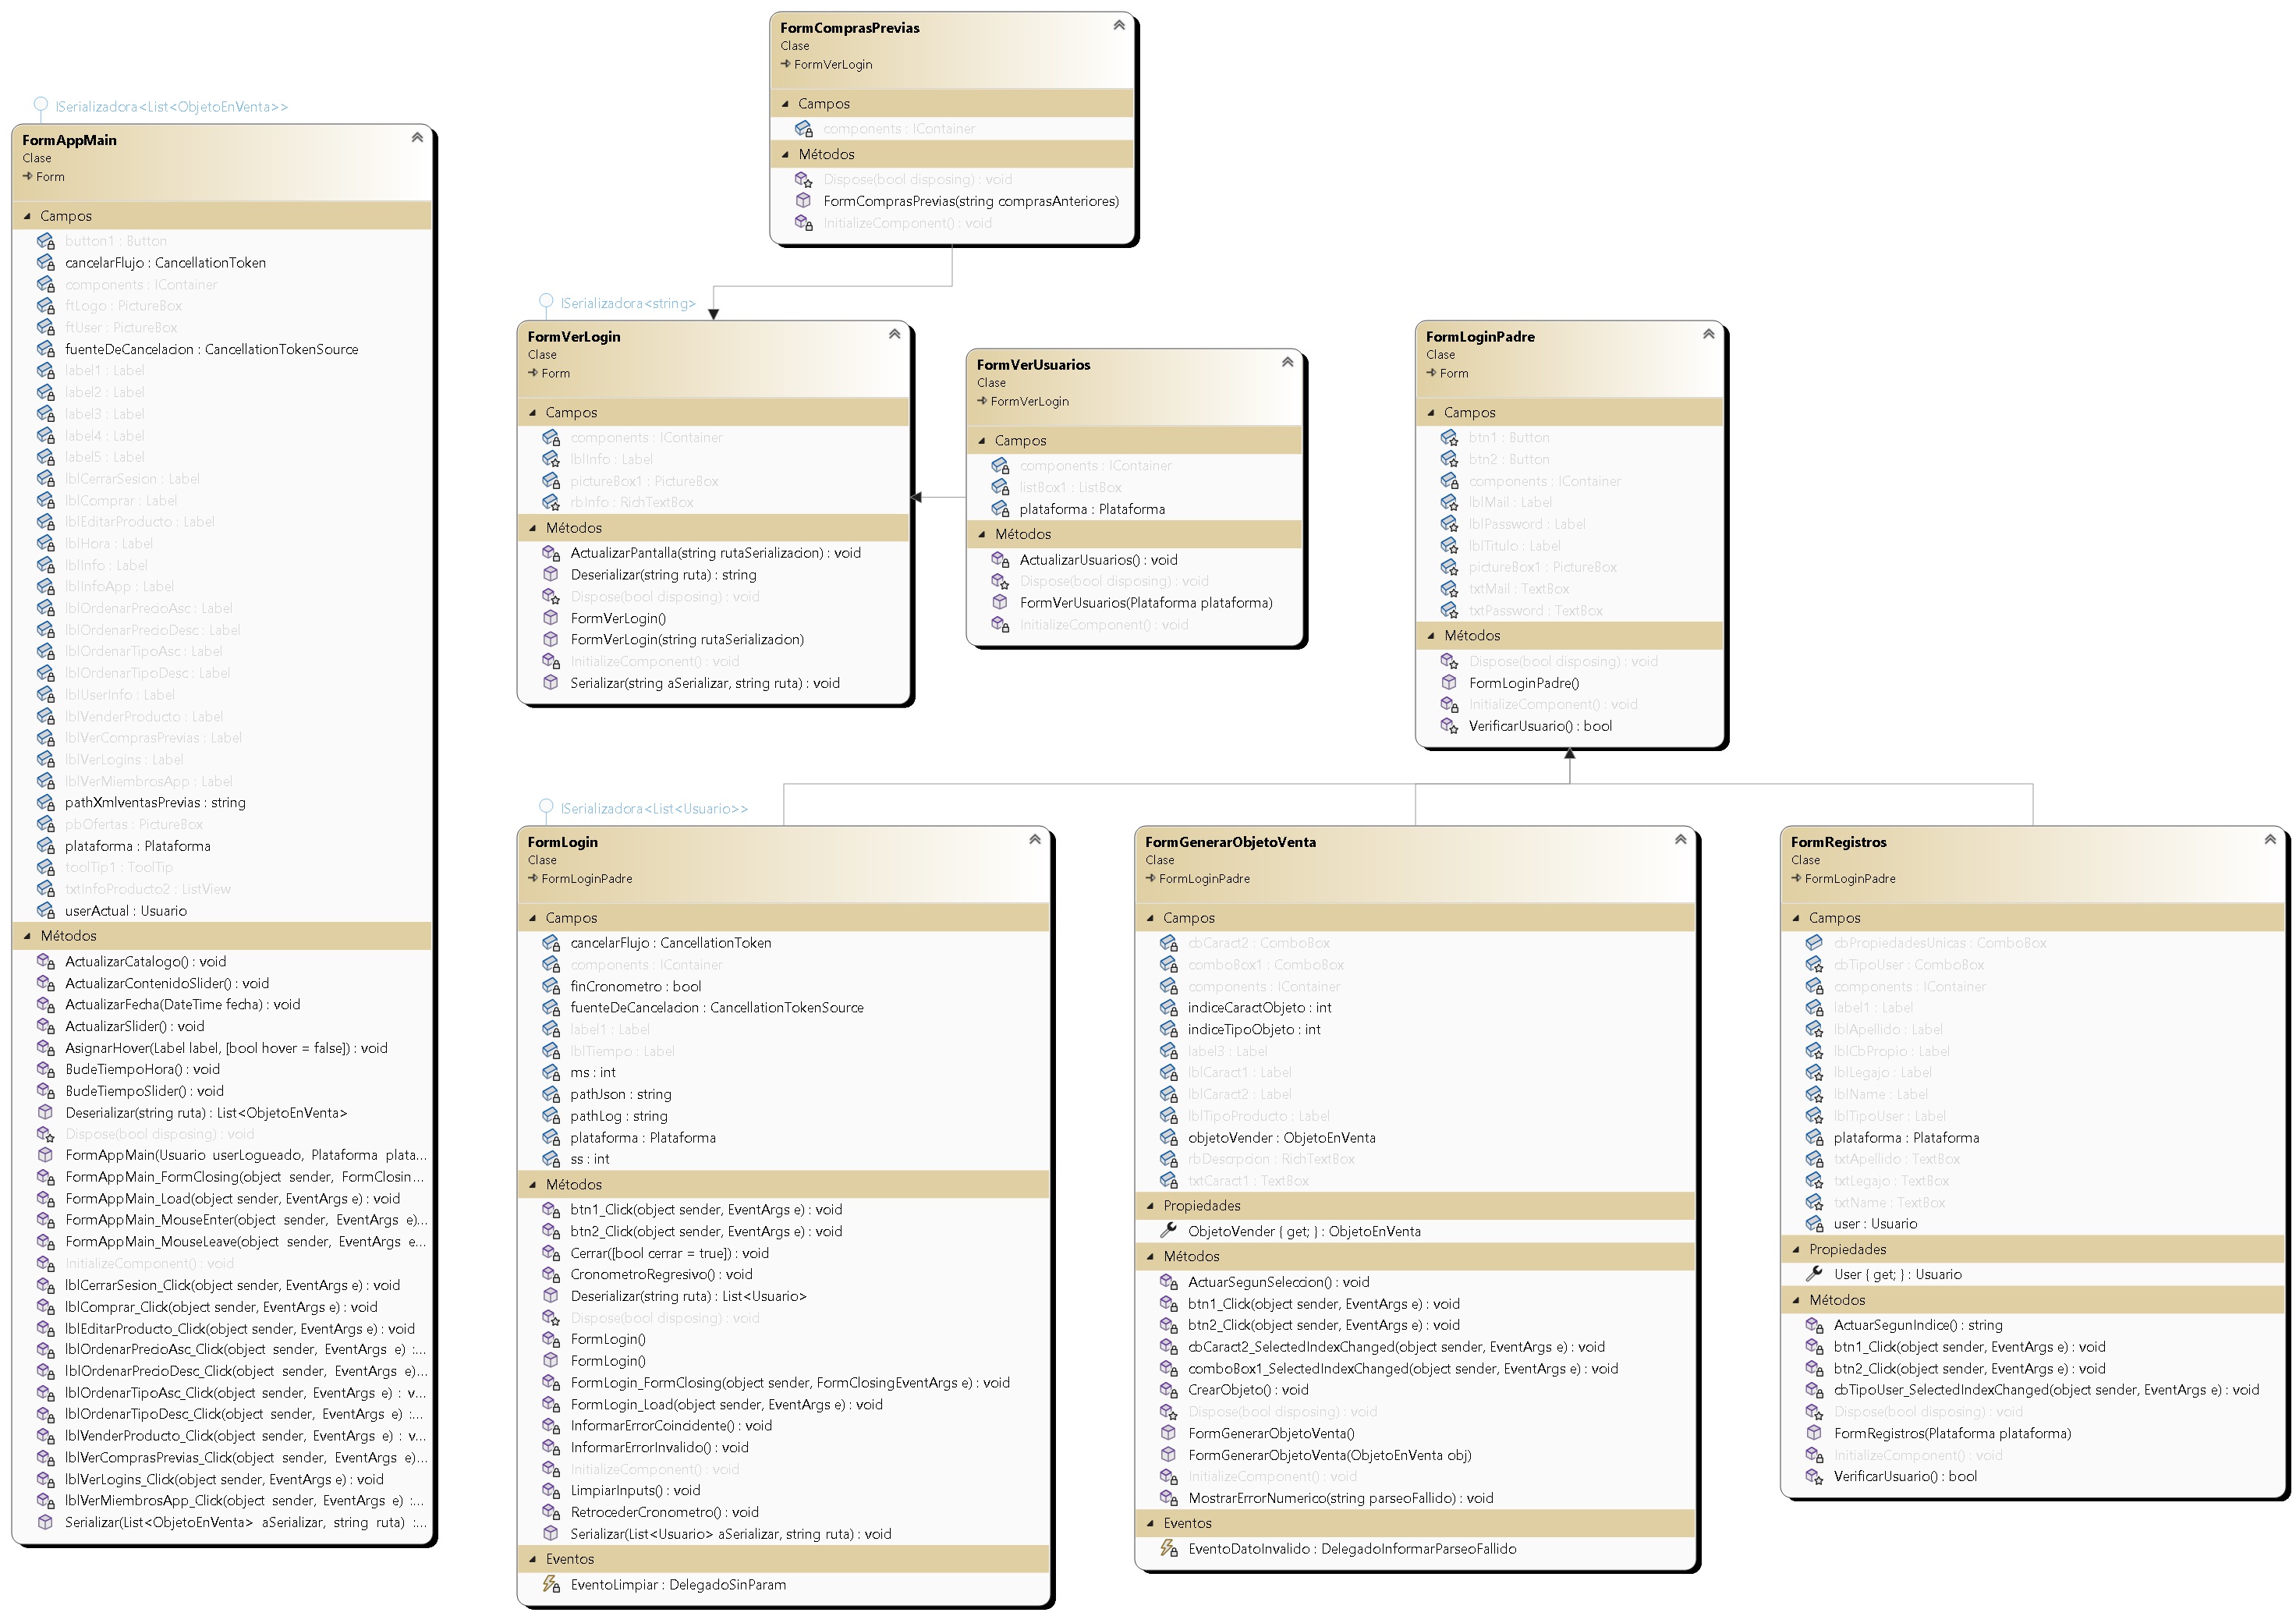 FormComprasPrevias
Clase
FormVerLogin
Campos
components : IContainer
Métodos
Dispose(bool disposing) : void
FormComprasPrevias(string comprasAnteriores)
InitializeComponent() : void
ISerializadora<List<ObjetoEnVenta>>
FormAppMain
Clase
Form
Campos
button1 : Button
cancelarFlujo : CancellationToken
components : IContainer
ftLogo : PictureBox
ftUser : PictureBox
fuenteDeCancelacion : CancellationTokenSource
label1 : Label
label2 : Label
label3 : Label
label4 : Label
label5 : Label
lblCerrarSesion : Label
lblComprar : Label
lblEditarProducto : Label
lblHora : Label
lblInfo : Label
lblInfoApp : Label
lblOrdenarPrecioAsc : Label
lblOrdenarPrecioDesc : Label
lblOrdenarTipoAsc : Label
lblOrdenarTipoDesc : Label
lblUserInfo : Label
lblVenderProducto : Label
lblVerComprasPrevias : Label
lblVerLogins : Label
lblVerMiembrosApp : Label
pathXmlventasPrevias : string
pbOfertas : PictureBox
plataforma : Plataforma
toolTip1 : ToolTip
txtInfoProducto2 : ListView
userActual : Usuario
Métodos
ActualizarCatalogo() : void
ActualizarContenidoSlider() : void
ActualizarFecha(DateTime fecha) : void
ActualizarSlider() : void
AsignarHover(Label label, [bool hover = false]) : void
BucleTiempoHora() : void
BucleTiempoSlider() : void
Deserializar(string ruta) : List<ObjetoEnVenta>
Dispose(bool disposing) : void
FormAppMain(Usuario userLogueado, Plataforma plata...
FormAppMain_FormClosing(object sender, FormClosin...
FormAppMain_Load(object sender, EventArgs e) : void
FormAppMain_MouseEnter(object sender, EventArgs e)...
FormAppMain_MouseLeave(object sender, EventArgs e...
InitializeComponent() : void
lblCerrarSesion_Click(object sender, EventArgs e) : void
lblComprar_Click(object sender, EventArgs e) : void
lblEditarProducto_Click(object sender, EventArgs e) : void
lblOrdenarPrecioAsc_Click(object sender, EventArgs e) :...
lblOrdenarPrecioDesc_Click(object sender, EventArgs e)...
lblOrdenarTipoAsc_Click(object sender, EventArgs e) : v...
lblOrdenarTipoDesc_Click(object sender, EventArgs e) :...
lblVenderProducto_Click(object sender, EventArgs e) : v...
lblVerComprasPrevias_Click(object sender, EventArgs e)...
lblVerLogins_Click(object sender, EventArgs e) : void
lblVerMiembrosApp_Click(object sender, EventArgs e) :...
Serializar(List<ObjetoEnVenta> aSerializar, string ruta) :...
ISerializadora<string>
FormVerLogin
Clase
Form
Campos
components : IContainer
lblInfo : Label
pictureBox1 : PictureBox
rbInfo : RichTextBox
Métodos
ActualizarPantalla(string rutaSerializacion) : void
Deserializar(string ruta) : string
Dispose(bool disposing) : void
FormVerLogin()
FormVerLogin(string rutaSerializacion)
InitializeComponent() : void
Serializar(string aSerializar, string ruta) : void
FormVerUsuarios
Clase
FormVerLogin
Campos
components : IContainer
listBox1 : ListBox
plataforma : Plataforma
Métodos
ActualizarUsuarios() : void
Dispose(bool disposing) : void
FormVerUsuarios(Plataforma plataforma)
InitializeComponent() : void
FormLoginPadre
Clase
Form
Campos
btn1 : Button
btn2 : Button
components : IContainer
lblMail : Label
lblPassword : Label
lblTitulo : Label
pictureBox1 : PictureBox
txtMail : TextBox
txtPassword : TextBox
Métodos
Dispose(bool disposing) : void
FormLoginPadre()
InitializeComponent() : void
VerificarUsuario() : bool
ISerializadora<List<Usuario>>
FormLogin
Clase
FormLoginPadre
Campos
cancelarFlujo : CancellationToken
components : IContainer
finCronometro : bool
fuenteDeCancelacion : CancellationTokenSource
label1 : Label
lblTiempo : Label
ms : int
pathJson : string
pathLog : string
plataforma : Plataforma
ss : int
Métodos
btn1_Click(object sender, EventArgs e) : void
btn2_Click(object sender, EventArgs e) : void
Cerrar([bool cerrar = true]) : void
CronometroRegresivo() : void
Deserializar(string ruta) : List<Usuario>
Dispose(bool disposing) : void
FormLogin()
FormLogin()
FormLogin_FormClosing(object sender, FormClosingEventArgs e) : void
FormLogin_Load(object sender, EventArgs e) : void
InformarErrorCoincidente() : void
InformarErrorInvalido() : void
InitializeComponent() : void
LimpiarInputs() : void
RetrocederCronometro() : void
Serializar(List<Usuario> aSerializar, string ruta) : void
Eventos
EventoLimpiar : DelegadoSinParam
FormGenerarObjetoVenta
Clase
FormLoginPadre
Campos
cbCaract2 : ComboBox
comboBox1 : ComboBox
components : IContainer
indiceCaractObjeto : int
indiceTipoObjeto : int
label3 : Label
lblCaract1 : Label
lblCaract2 : Label
lblTipoProducto : Label
objetoVender : ObjetoEnVenta
rbDescrpcion : RichTextBox
txtCaract1 : TextBox
Propiedades
ObjetoVender { get; } : ObjetoEnVenta
Métodos
ActuarSegunSeleccion() : void
btn1_Click(object sender, EventArgs e) : void
btn2_Click(object sender, EventArgs e) : void
cbCaract2_SelectedIndexChanged(object sender, EventArgs e) : void
comboBox1_SelectedIndexChanged(object sender, EventArgs e) : void
CrearObjeto() : void
Dispose(bool disposing) : void
FormGenerarObjetoVenta()
FormGenerarObjetoVenta(ObjetoEnVenta obj)
InitializeComponent() : void
MostrarErrorNumerico(string parseoFallido) : void
Eventos
EventoDatoInvalido : DelegadoInformarParseoFallido
FormRegistros
Clase
FormLoginPadre
Campos
cbPropiedadesUnicas : ComboBox
cbTipoUser : ComboBox
components : IContainer
label1 : Label
lblApellido : Label
lblCbPropio : Label
lblLegajo : Label
lblName : Label
lblTipoUser : Label
plataforma : Plataforma
txtApellido : TextBox
txtLegajo : TextBox
txtName : TextBox
user : Usuario
Propiedades
User { get; } : Usuario
Métodos
ActuarSegunIndice() : string
btn1_Click(object sender, EventArgs e) : void
btn2_Click(object sender, EventArgs e) : void
cbTipoUser_SelectedIndexChanged(object sender, EventArgs e) : void
Dispose(bool disposing) : void
FormRegistros(Plataforma plataforma)
InitializeComponent() : void
VerificarUsuario() : bool